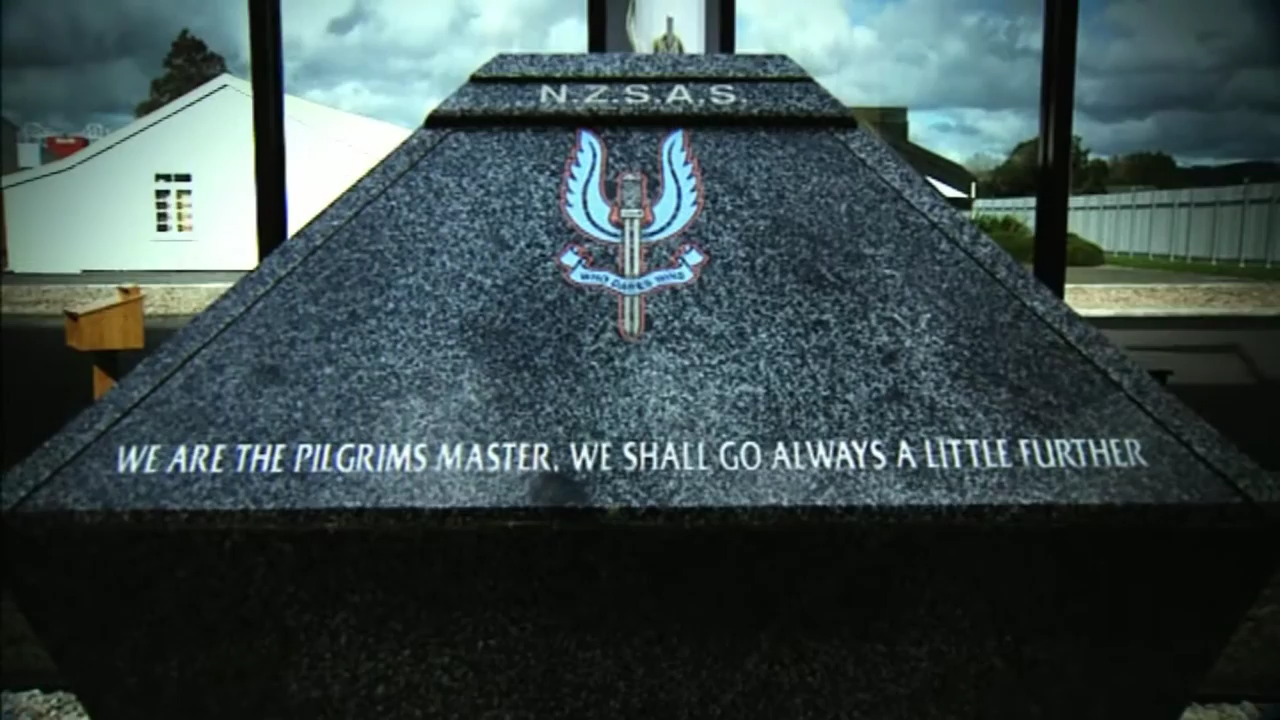 N.Z.S.A.S.
WHO DARES WINS
WE ARE THE PILGRIMS MASTER, WE SHALL GO ALWAYS A LITTLE FURTHER